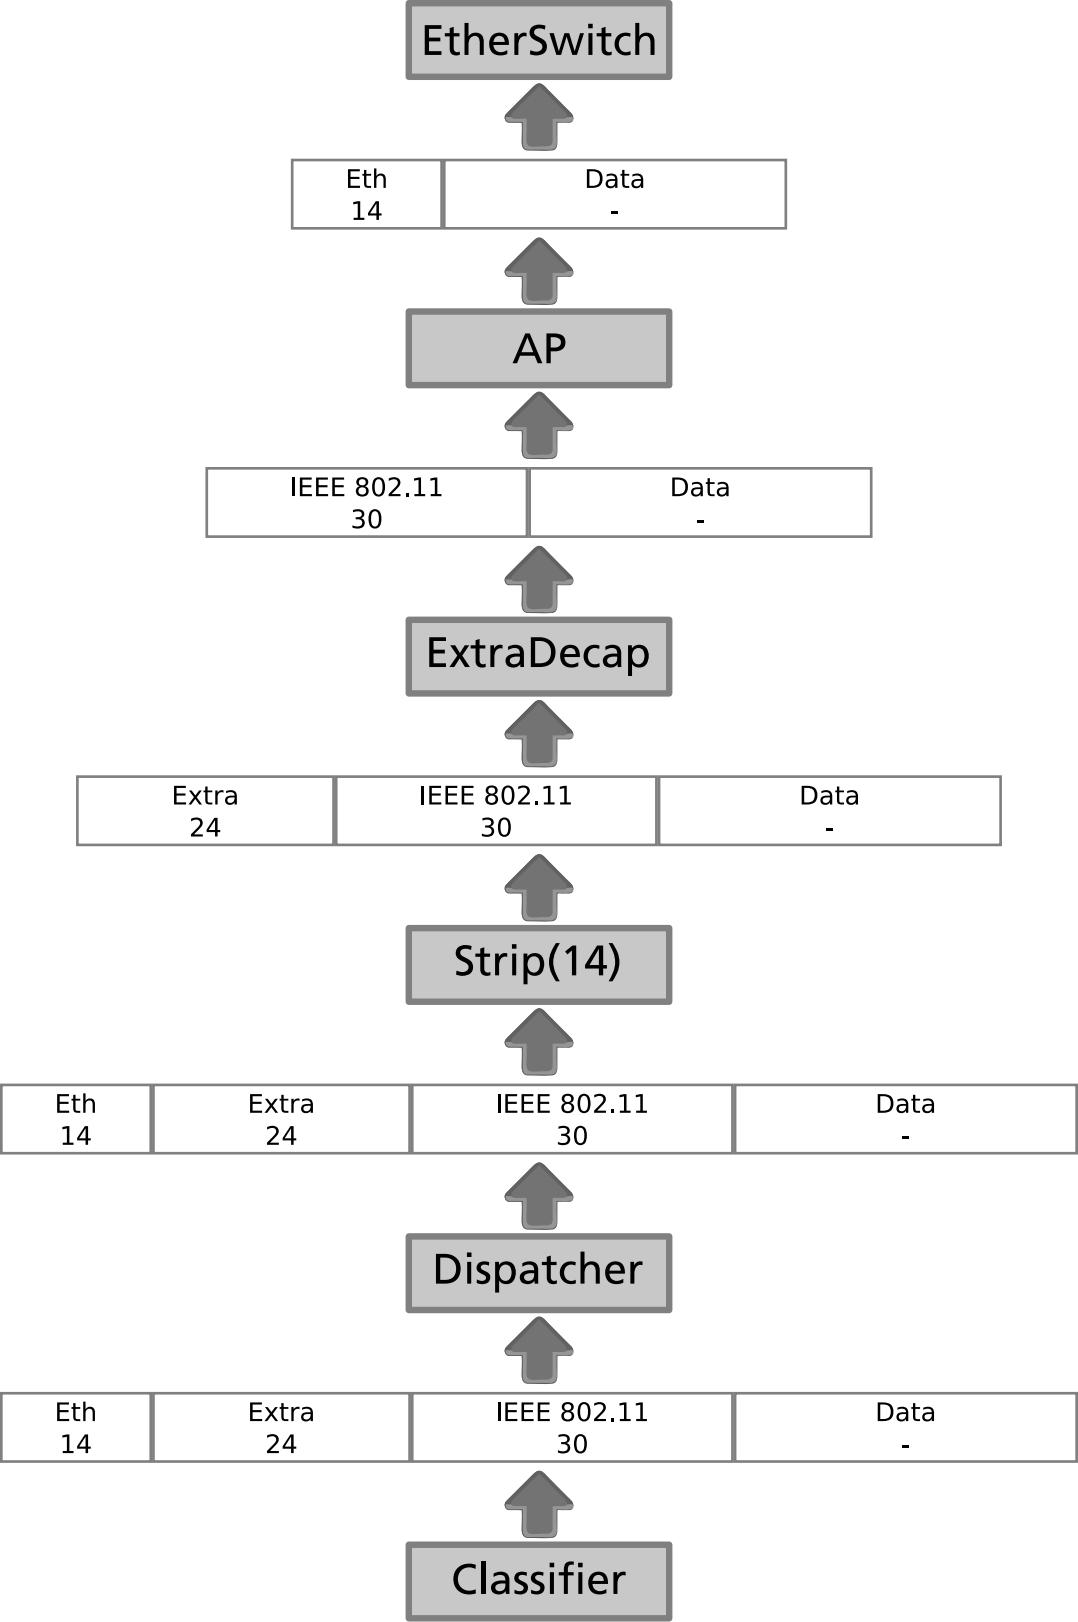 EtherSwitch
Eth Data
14 -
AP
IEEE 802.11 Data
30 -
ExtraDecap
Extra IEEE 802.11 Data
24 30 -
Strip(14)
Eth Extra IEEE 802.11 Data
14 24 30 -
Dispatcher
Eth Extra IEEE 802.11 Data
14 24 30 -
Classifier